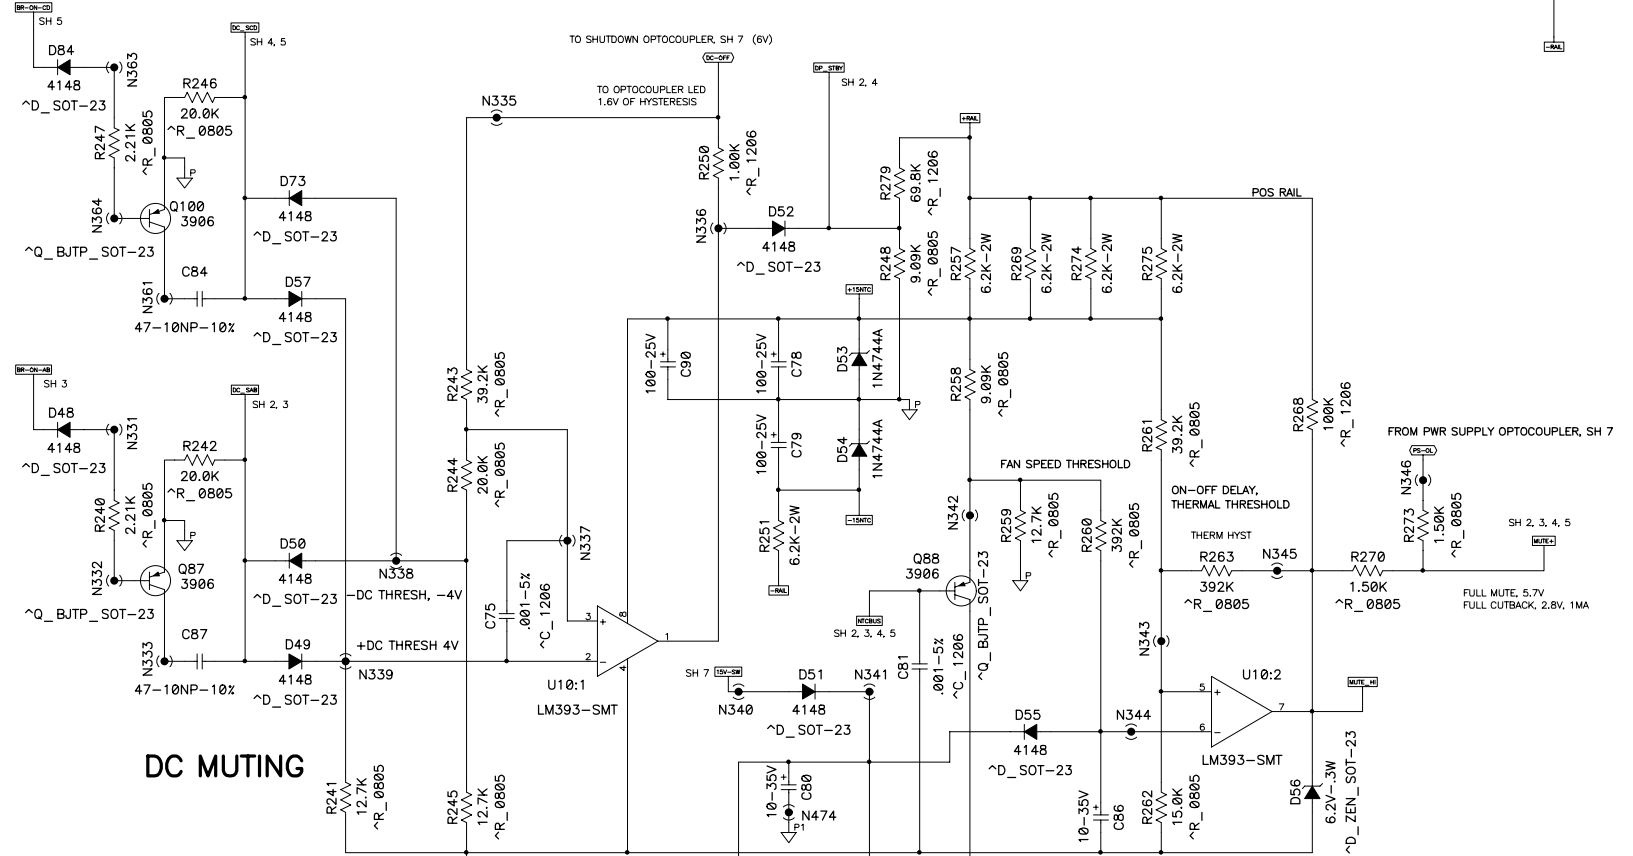 BR-ON-CD
SH 5
DC_SCD
SH 4, 5
D84
4148
^D_SOT-23
N363
R246
20.0K
^R_0805
R247
2.21K
^R_0805
P
N364
Q100
3906
^Q_BJTP_SOT-23
D73
4148
^D_SOT-23
N361
C84
47-10NP-10%
D57
4148
^D_SOT-23
BR-ON-AB
SH 3
DC_SAB
SH 2, 3
D48
4148
^D_SOT-23
N331
R242
20.0K
^R_0805
R240
2.21K
^R_0805
P
N332
Q87
3906
^Q_BJTP_SOT-23
D50
4148
^D_SOT-23
N338
-DC THRESH, -4V
N333
C87
47-10NP-10%
D49
4148
^D_SOT-23
+DC THRESH 4V
N339
DC MUTING
R241
12.7K
^R_0805
R245
12.7K
^R_0805
TO SHUTDOWN OPTOCOUPLER, SH 7 (6V)
DC-OFF
TO OPTOCOUPLER LED
1.6V OF HYSTERESIS
N335
R250
1.00K
^R_1206
DP_STBY
SH 2, 4
N336
D52
4148
^D_SOT-23
R243
39.2K
^R_0805
R244
20.0K
^R_0805
N337
C75
.001-5%
^C_1206
3
+
2
-
8
4
1
U10:1
LM393-SMT
+RAIL
R279
69.8K
^R_1206
R248
9.09K
^R_0805
R257
6.2K-2W
R269
6.2K-2W
R274
6.2K-2W
R275
6.2K-2W
POS RAIL
-RAIL
+15NTC
100-25V
+
C90
100-25V
+
C78
D53
1N4744A
P
100-25V
+
C79
D54
1N4744A
-15NTC
R251
6.2K-2W
-RAIL
R258
9.09K
^R_0805
FAN SPEED THRESHOLD
N342
R259
12.7K
^R_0805
P
R260
392K
^R_0805
Q88
3906
^Q_BJTP_SOT-23
NTCBUS
SH 2, 3, 4, 5
C81
.001-5%
^C_1206
SH 7
15V-SW
N340
D51
4148
^D_SOT-23
N341
10-35V
+
C80
N474
P1
D55
4148
^D_SOT-23
N344
10-35V
+
C86
R261
39.2K
^R_0805
ON-OFF DELAY,
THERMAL THRESHOLD
THERM HYST
R263
392K
^R_0805
N345
N343
R262
15.0K
^R_0805
5
+
6
-
7
U10:2
LM393-SMT
R268
100K
^R_1206
FROM PWR SUPPLY OPTOCOUPLER, SH 7
PS-OL
N346
R273
1.50K
^R_0805
R270
1.50K
^R_0805
SH 2, 3, 4, 5
MUTE+
FULL MUTE, 5.7V
FULL CUTBACK, 2.8V, 1MA
MUTE_HI
D56
6.2V-.3W
^D_ZEN_SOT-23